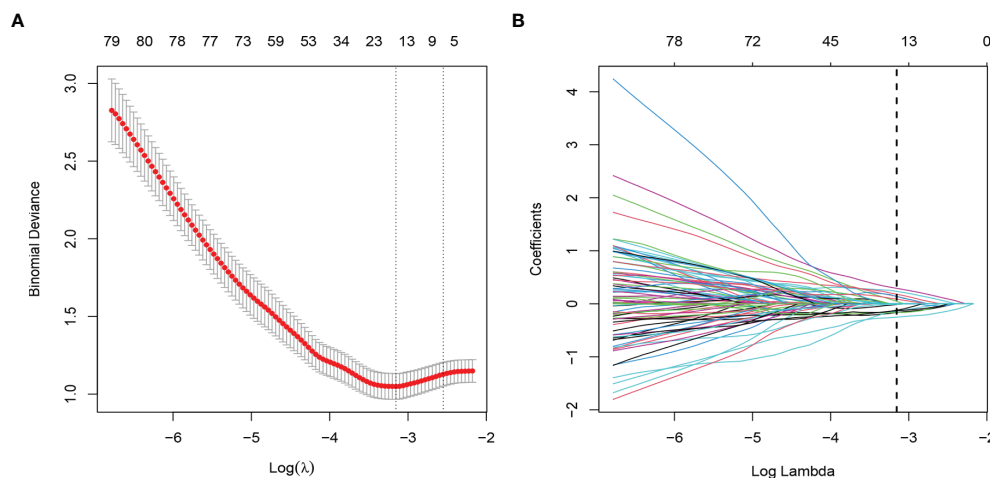 A
79 80 78 77 73 59 53 34 23 13 9 5
3.0
2.5
2.0
1.5
1.0
Binomial Deviance
−6 −5 −4 −3 −2
Log(λ)
B
78 72 45 13 0
4
3
2
1
0
−1
−2
Coefficients
−6 −5 −4 −3 −2
Log Lambda